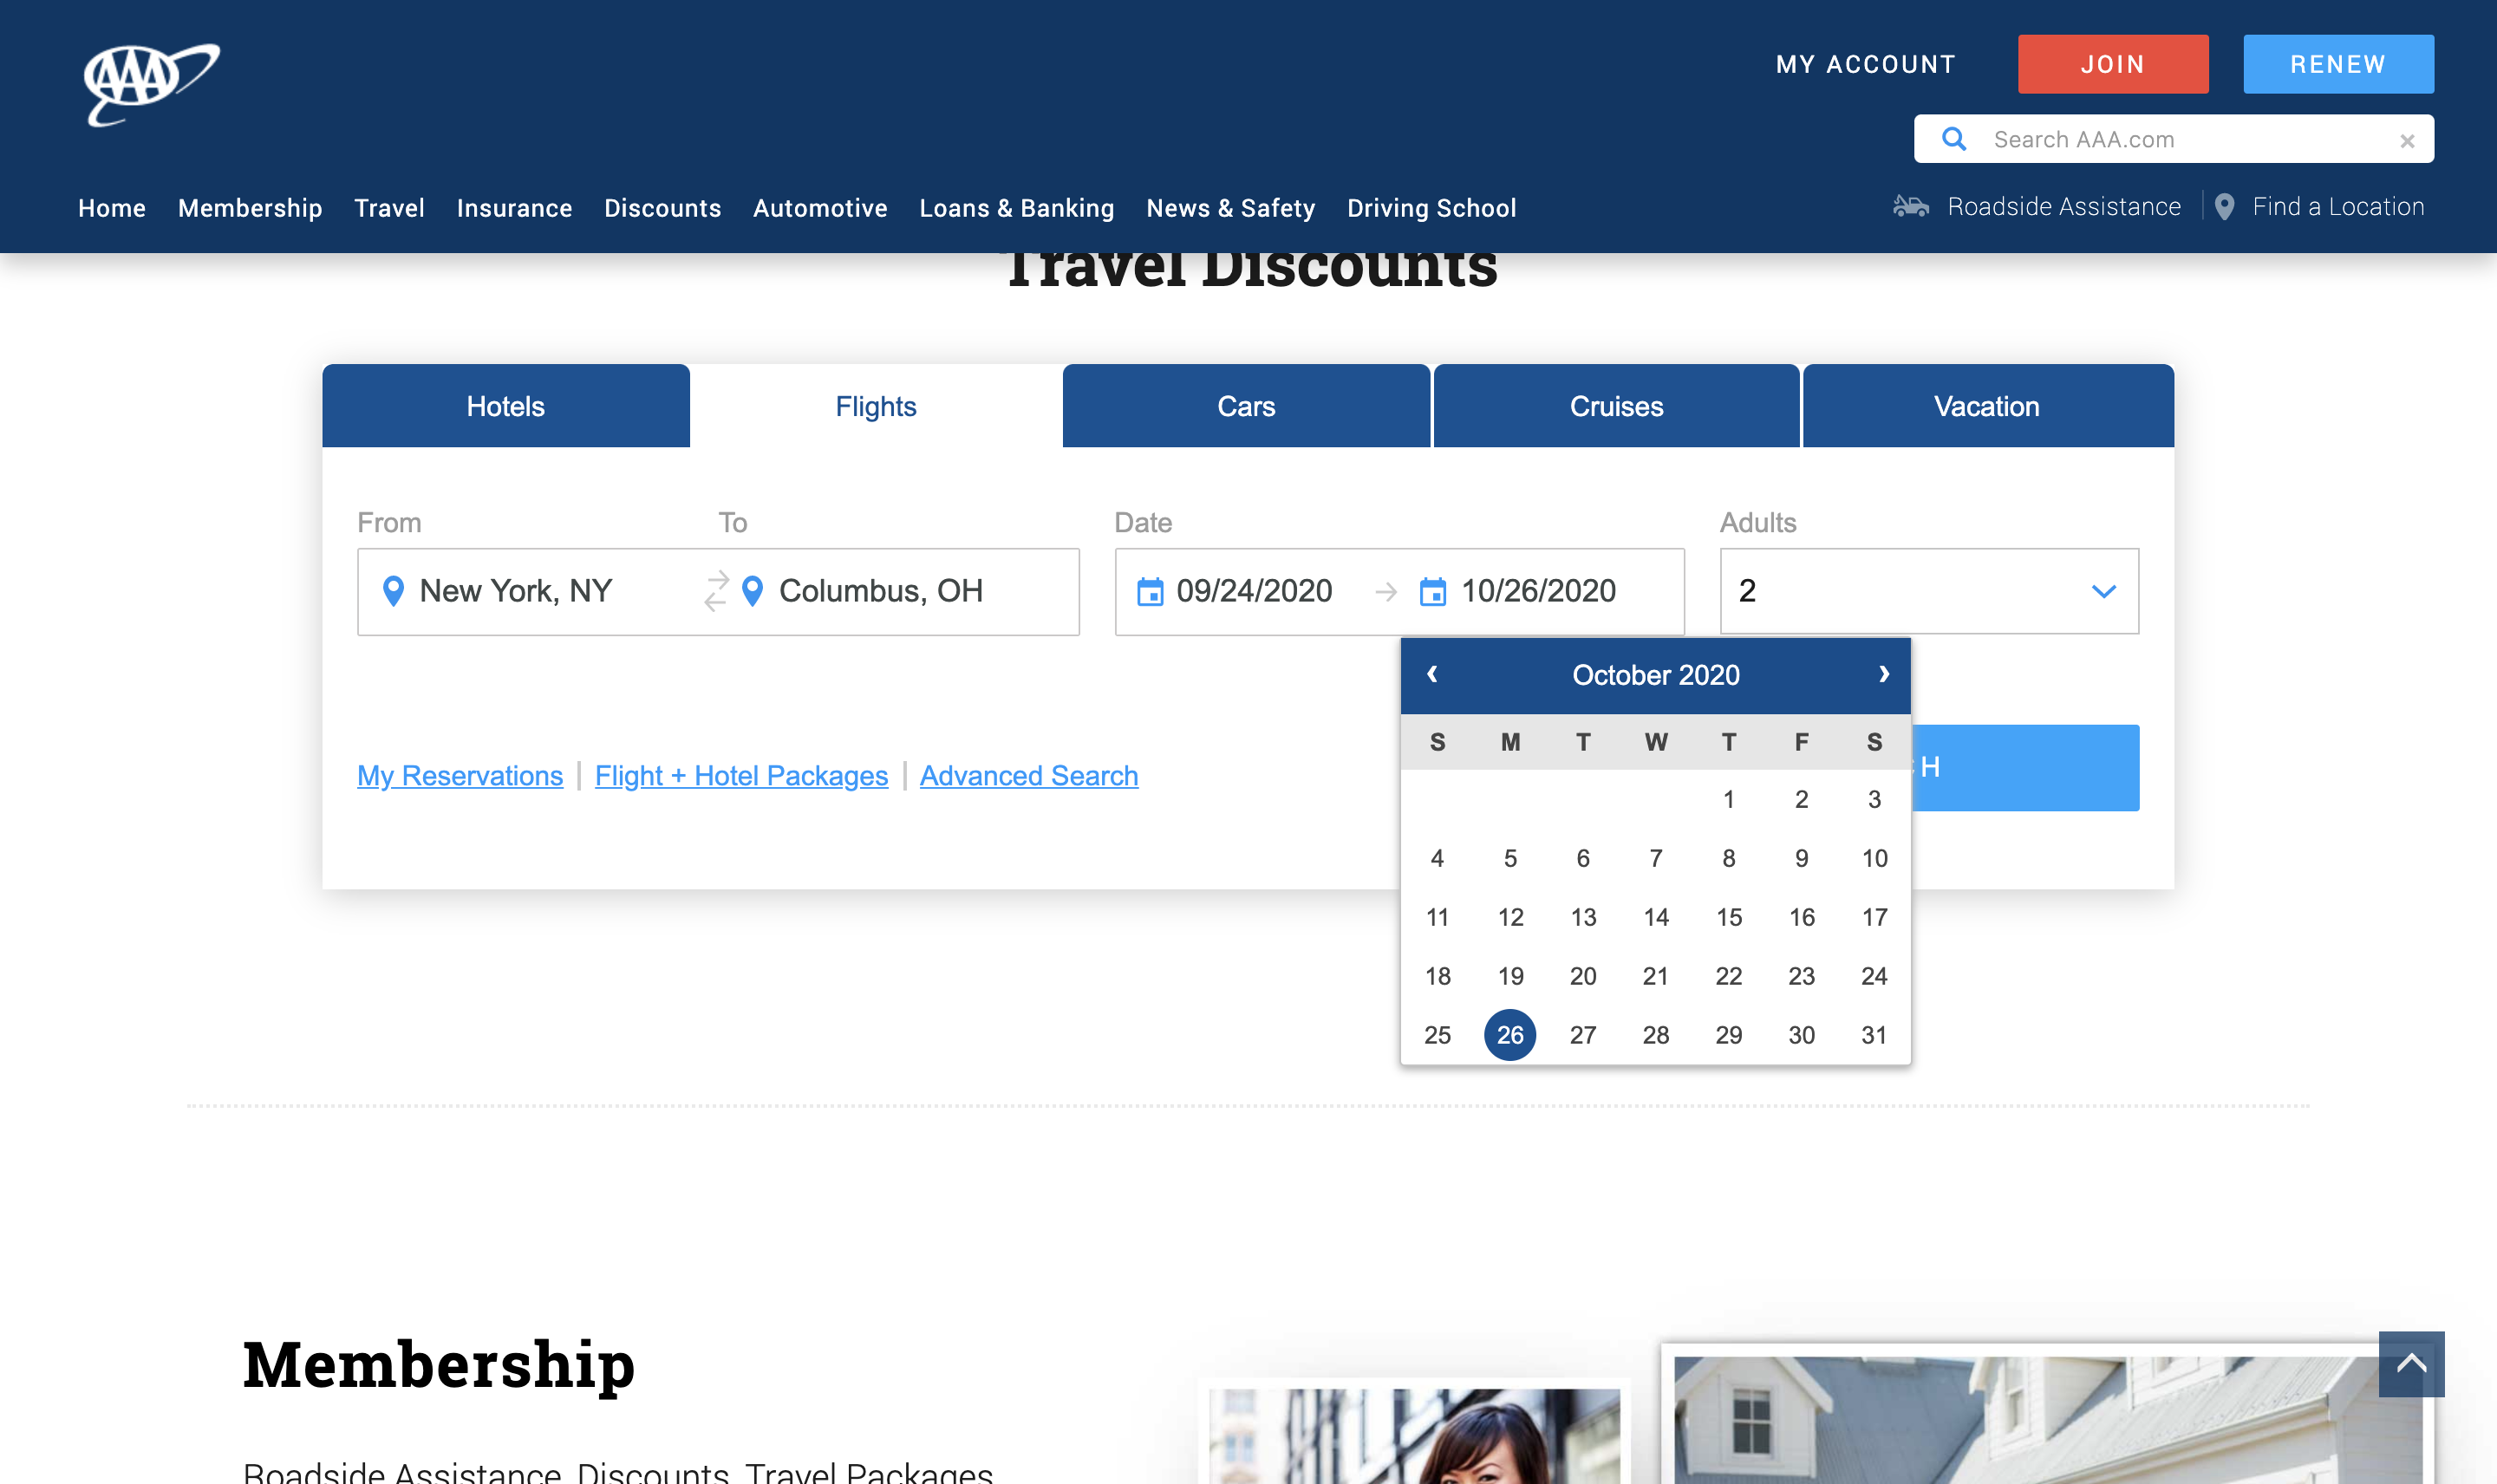 AAA
MY ACCOUNT
JOIN
RENEW
Search AAA.com
Home Membership Travel Insurance Discounts Automotive Loans & Banking News & Safety Driving School
Roadside Assistance
Find a Location
Travel Discounts
Hotels
Flights
Cars
Cruises
Vacation
From
To
Date
Adults
New York, NY
Columbus, OH
09/24/2020
10/26/2020
2
October 2020
S M T W T F S
1 2 3
4 5 6 7 8 9 10
11 12 13 14 15 16 17
18 19 20 21 22 23 24
25 26 27 28 29 30 31
My Reservations | Flight + Hotel Packages | Advanced Search
Membership
Roadside Assistance, Discounts, Travel Packages